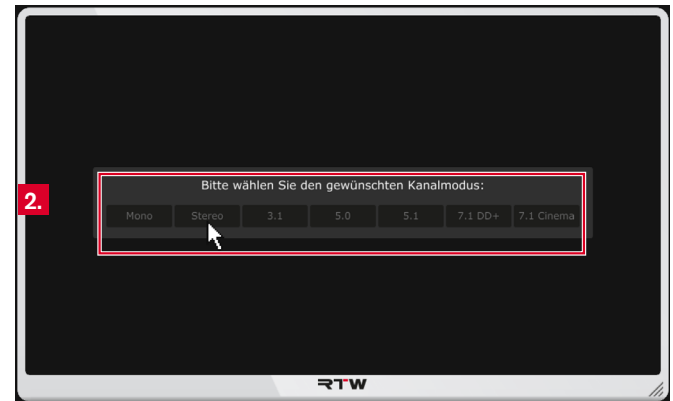 Bitte wählen Sie den gewünschten Kanalmodus:
2.
Mono Stereo 3.1 5.0 5.1 7.1 DD+ 7.1 Cinema
RTW